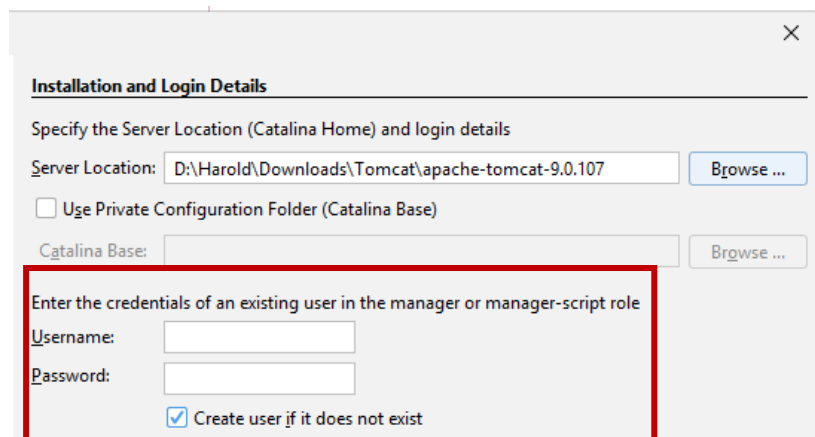 Installation and Login Details
Specify the Server Location (Catalina Home) and login details
Server Location: D:\Harold\Downloads\Tomcat\apache-tomcat-9.0.107 Browse ...
Use Private Configuration Folder (Catalina Base)
Catalina Base: Browse ...
Enter the credentials of an existing user in the manager or manager-script role
Username:
Password:
Create user if it does not exist